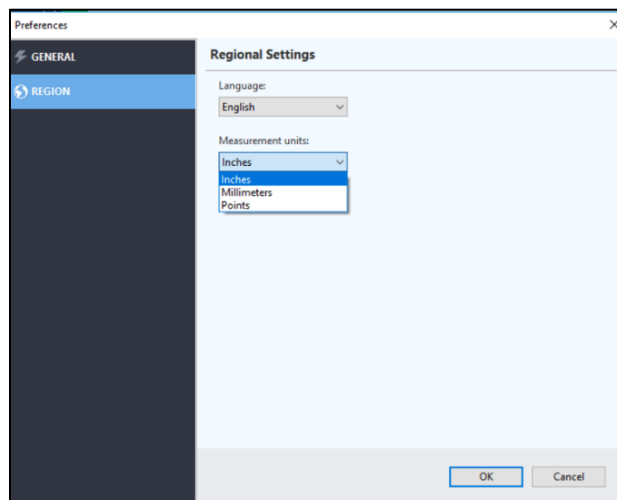 Preferences
GENERAL
REGION
Regional Settings
Language:
English
Measurement units:
Inches
Inches
Millimeters
Points
OK
Cancel